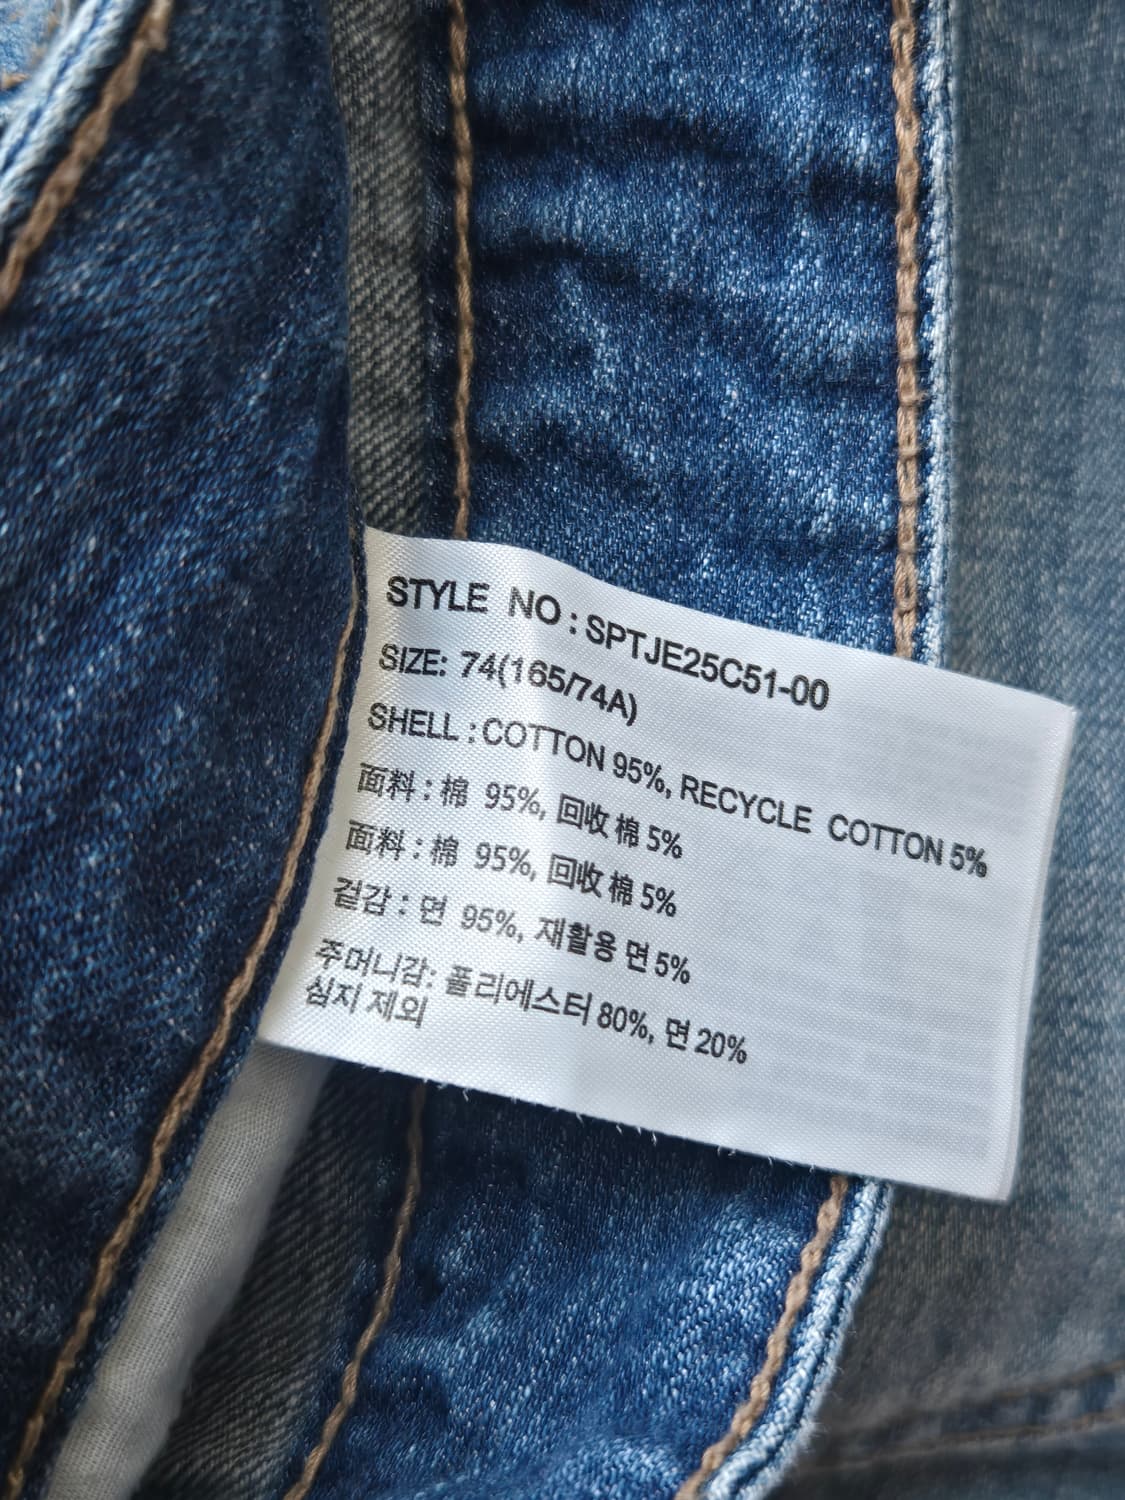 STYLE NO : SPTJE25C51-00
SIZE: 74(165/74A)
SHELL : COTTON 95%, RECYCLE COTTON 5%
面料 : 棉 95%, 回收 棉 5%
面料 : 棉 95%, 回收 棉 5%
겉감 : 면 95%, 재활용 면 5%
주머니감: 폴리에스터 80%, 면 20%
심지 제외